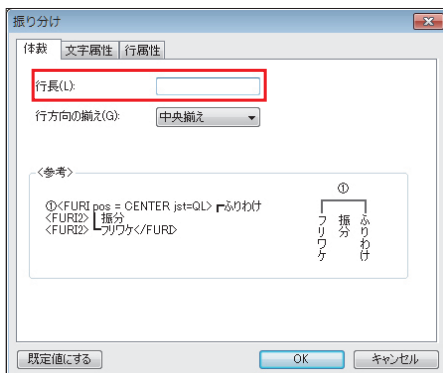 振り分け
体裁 文字属性 行属性
行長(L):
行方向の揃え(G): 中央揃え
<参考>
①<FURI pos = CENTER jst=QL>┏ふりわけ
<FURI2>┃振分
<FURI2>┗フリワケ</FURI>
①
ふりわけ
振分
フリワケ
既定値にする OK キャンセル